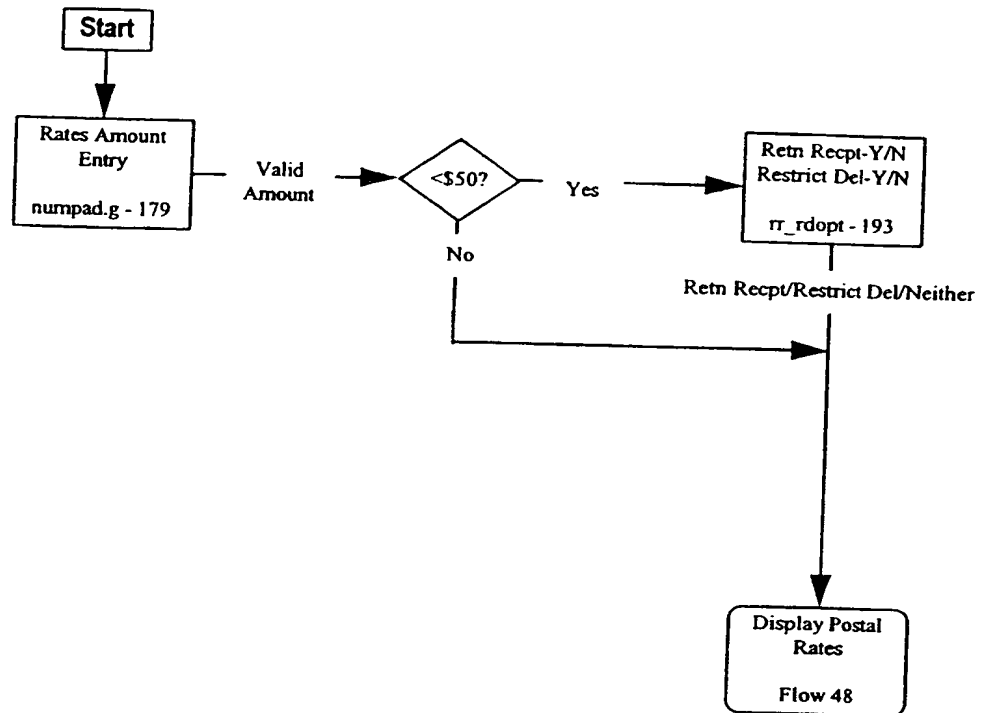 Start
Rates Amount
Entry
numpad.g - 179
Valid
Amount
<$50?
Yes
No
Retn Recpt-Y/N
Restrict Del-Y/N
rr_rdopt - 193
Retn Recpt/Restrict Del/Neither
Display Postal
Rates
Flow 48